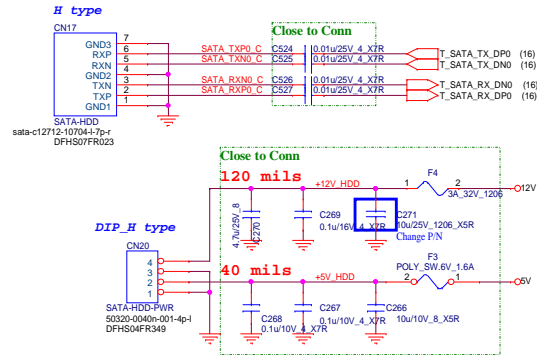 H type
CN17
Close to Conn
GND3 7
RXP 6 SATA_TXP0_C C524 0.01u/25V_4_X7R T_SATA_TX_DP0 (16)
RXN 5 SATA_TXN0_C C525 0.01u/25V_4_X7R T_SATA_TX_DN0 (16)
GND2 4
TXN 3 SATA_RXN0_C C526 0.01u/25V_4_X7R T_SATA_RX_DN0 (16)
TXP 2 SATA_RXP0_C C527 0.01u/25V_4_X7R T_SATA_RX_DP0 (16)
GND1 1
SATA-HDD
sata-c12712-10704-l-7p-r
DFHS07FR023
Close to Conn
120 mils
+12V_HDD
1 F4 2
3A_32V_1206
12V
4.7u/25V_8
C270
C269
0.1u/16V_4_X7R
C271
10u/25V_1206_X5R
Change P/N
DIP_H type
CN20
4
3
2
1
SATA-HDD-PWR
50320-0040n-001-4p-l
DFHS04FR349
40 mils
+5V_HDD
F3
POLY_SW.6V_1.6A
2 1
5V
C268
0.1u/10V_4_X7R
C267
0.1u/10V_4_X7R
C266
10u/10V_8_X5R